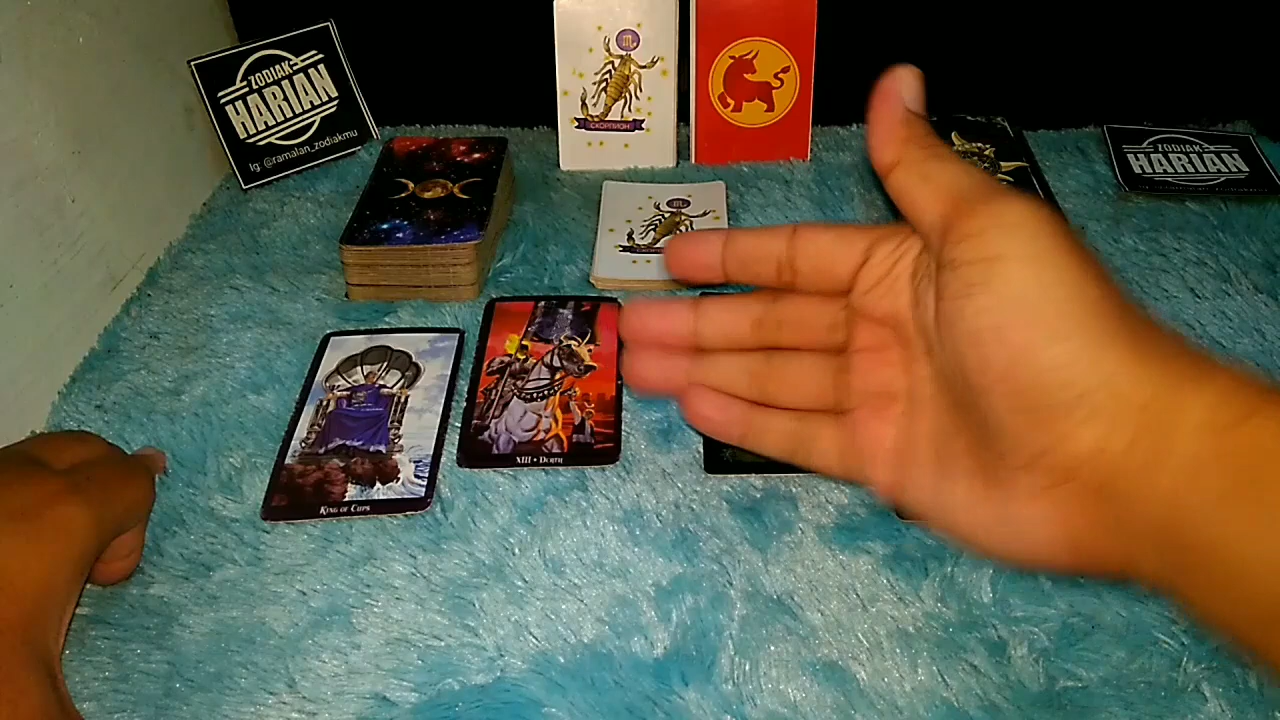 ZODIAK
HARIAN
Ig: @ramalan_zodiakmu
СКОРПИОН
ZODIAK
HARIAN
KING OF CUPS
XIII • DEATH